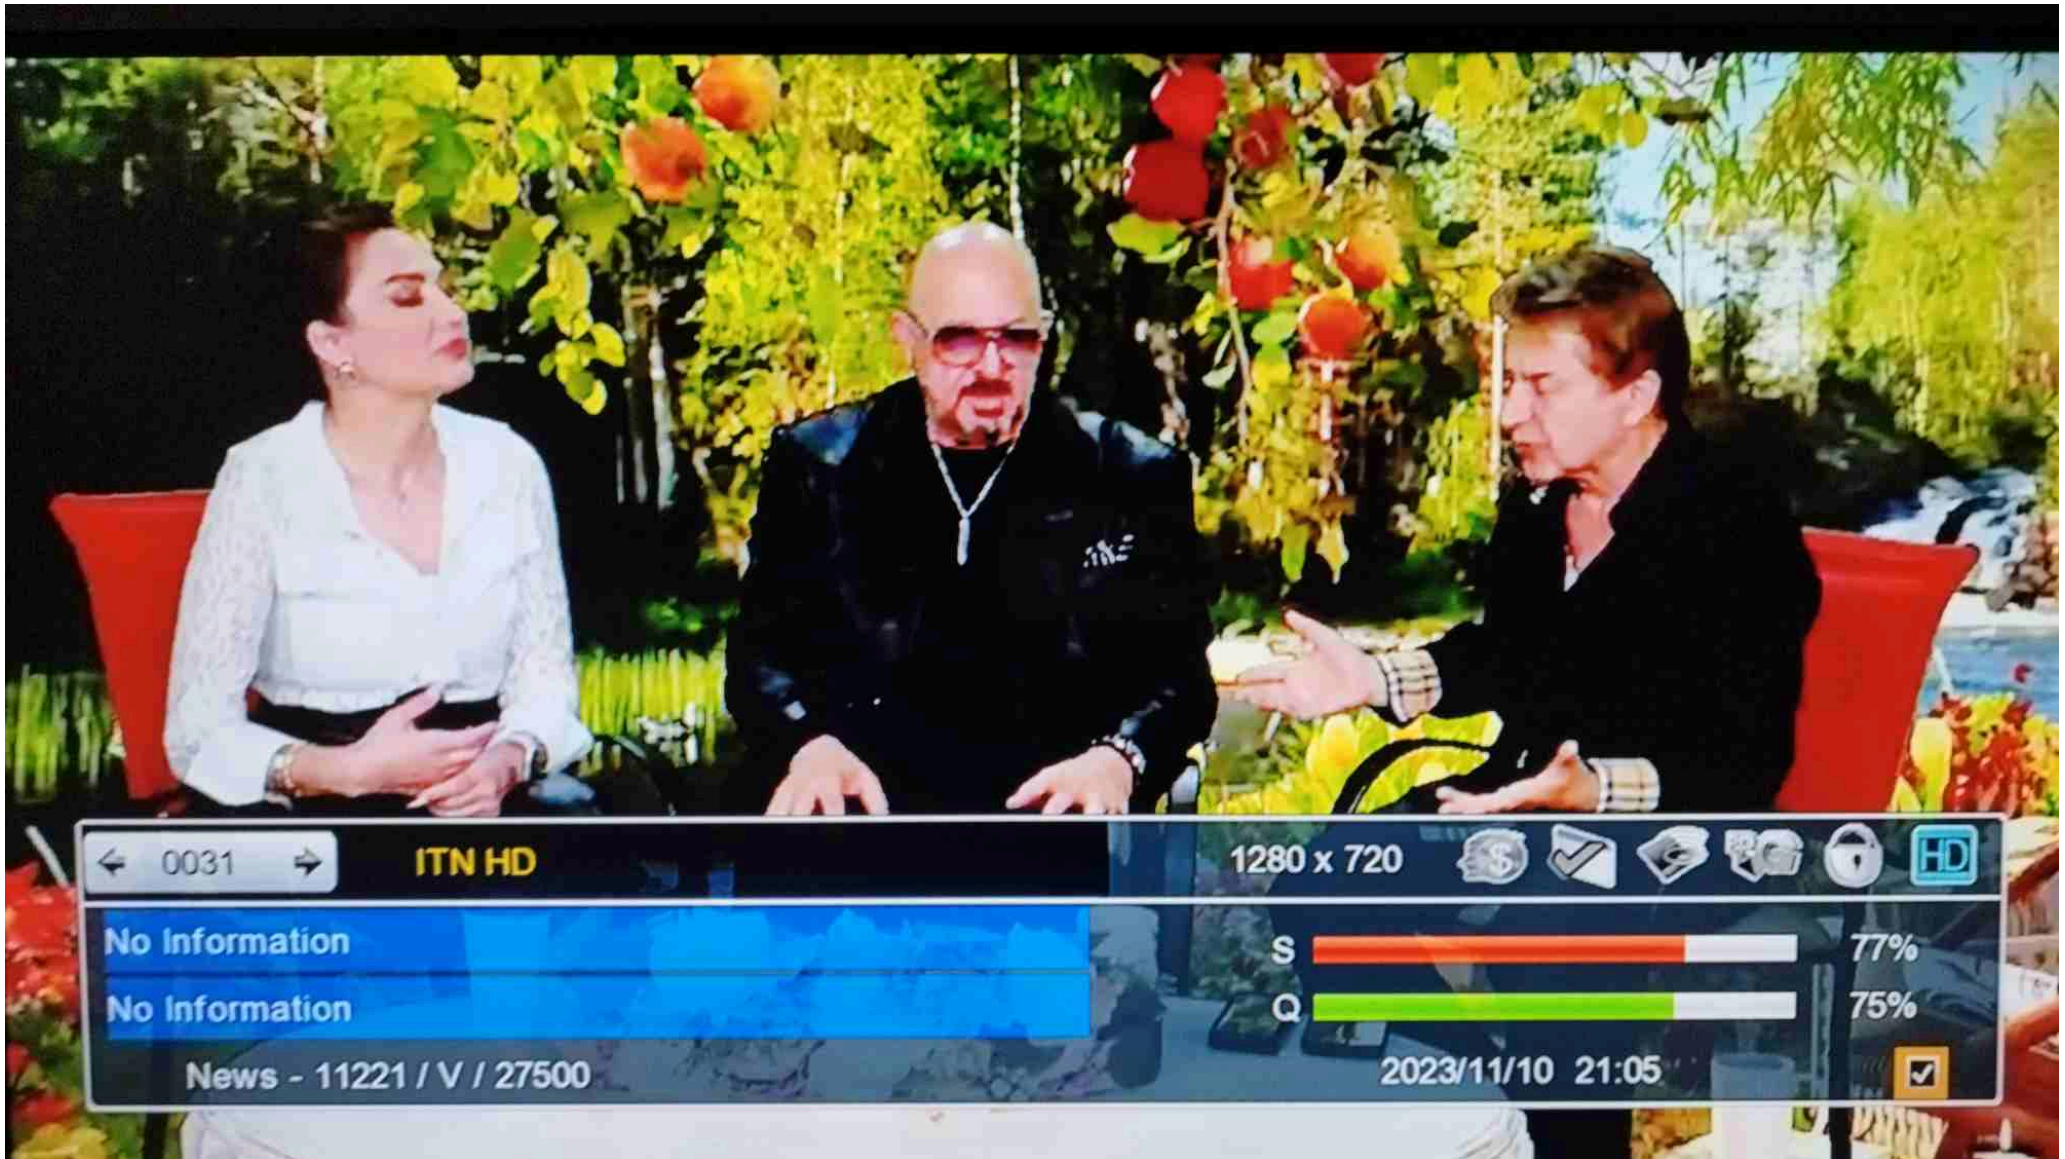 0031 ITN HD 1280 x 720 HD
No Information
S 77%
No Information
Q 75%
News - 11221 / V / 27500 2023/11/10 21:05